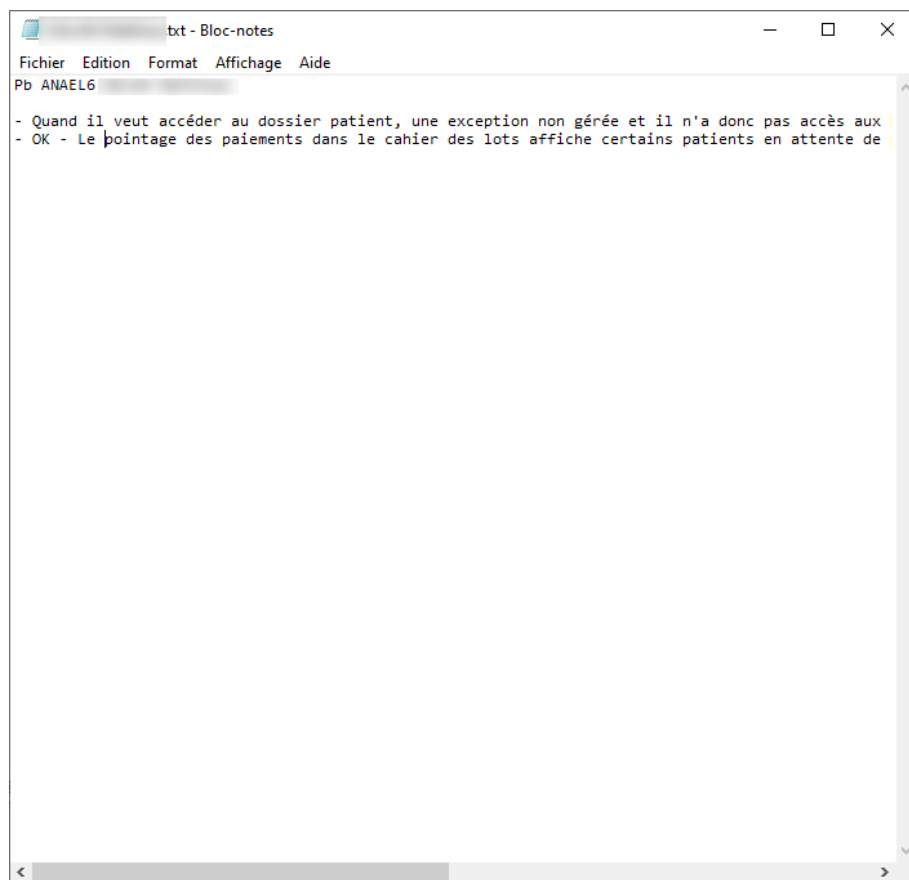 txt - Bloc-notes
Fichier Edition Format Affichage Aide
Pb ANAEL6
- Quand il veut accéder au dossier patient, une exception non gérée et il n'a donc pas accès aux
- OK - Le pointage des paiements dans le cahier des lots affiche certains patients en attente de